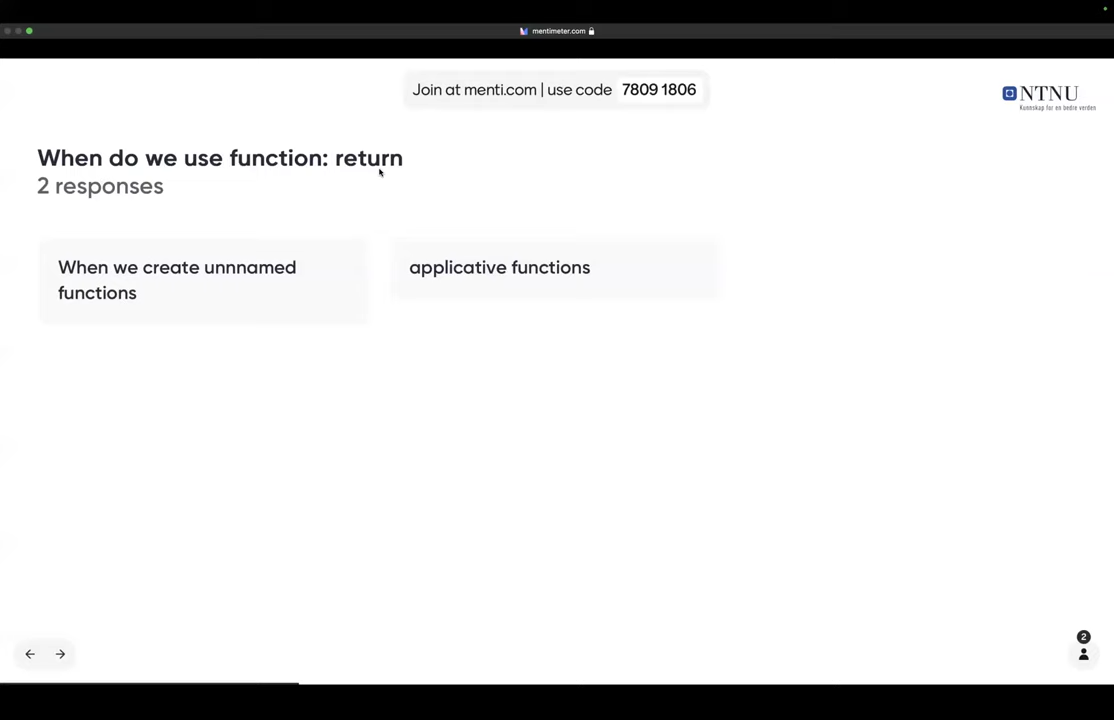 mentimeter.com
Join at menti.com | use code 7809 1806
NTNU
Kunnskap for en bedre verden
When do we use function: return
2 responses
When we create unnnamed
functions
applicative functions
2